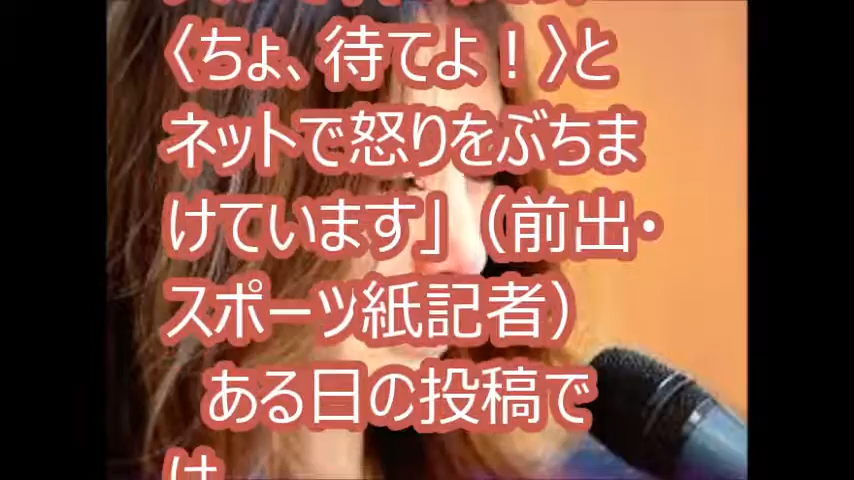 〈ちょ、待てよ！〉と
ネットで怒りをぶちま
けています」（前出・
スポーツ紙記者）
ある日の投稿で
は